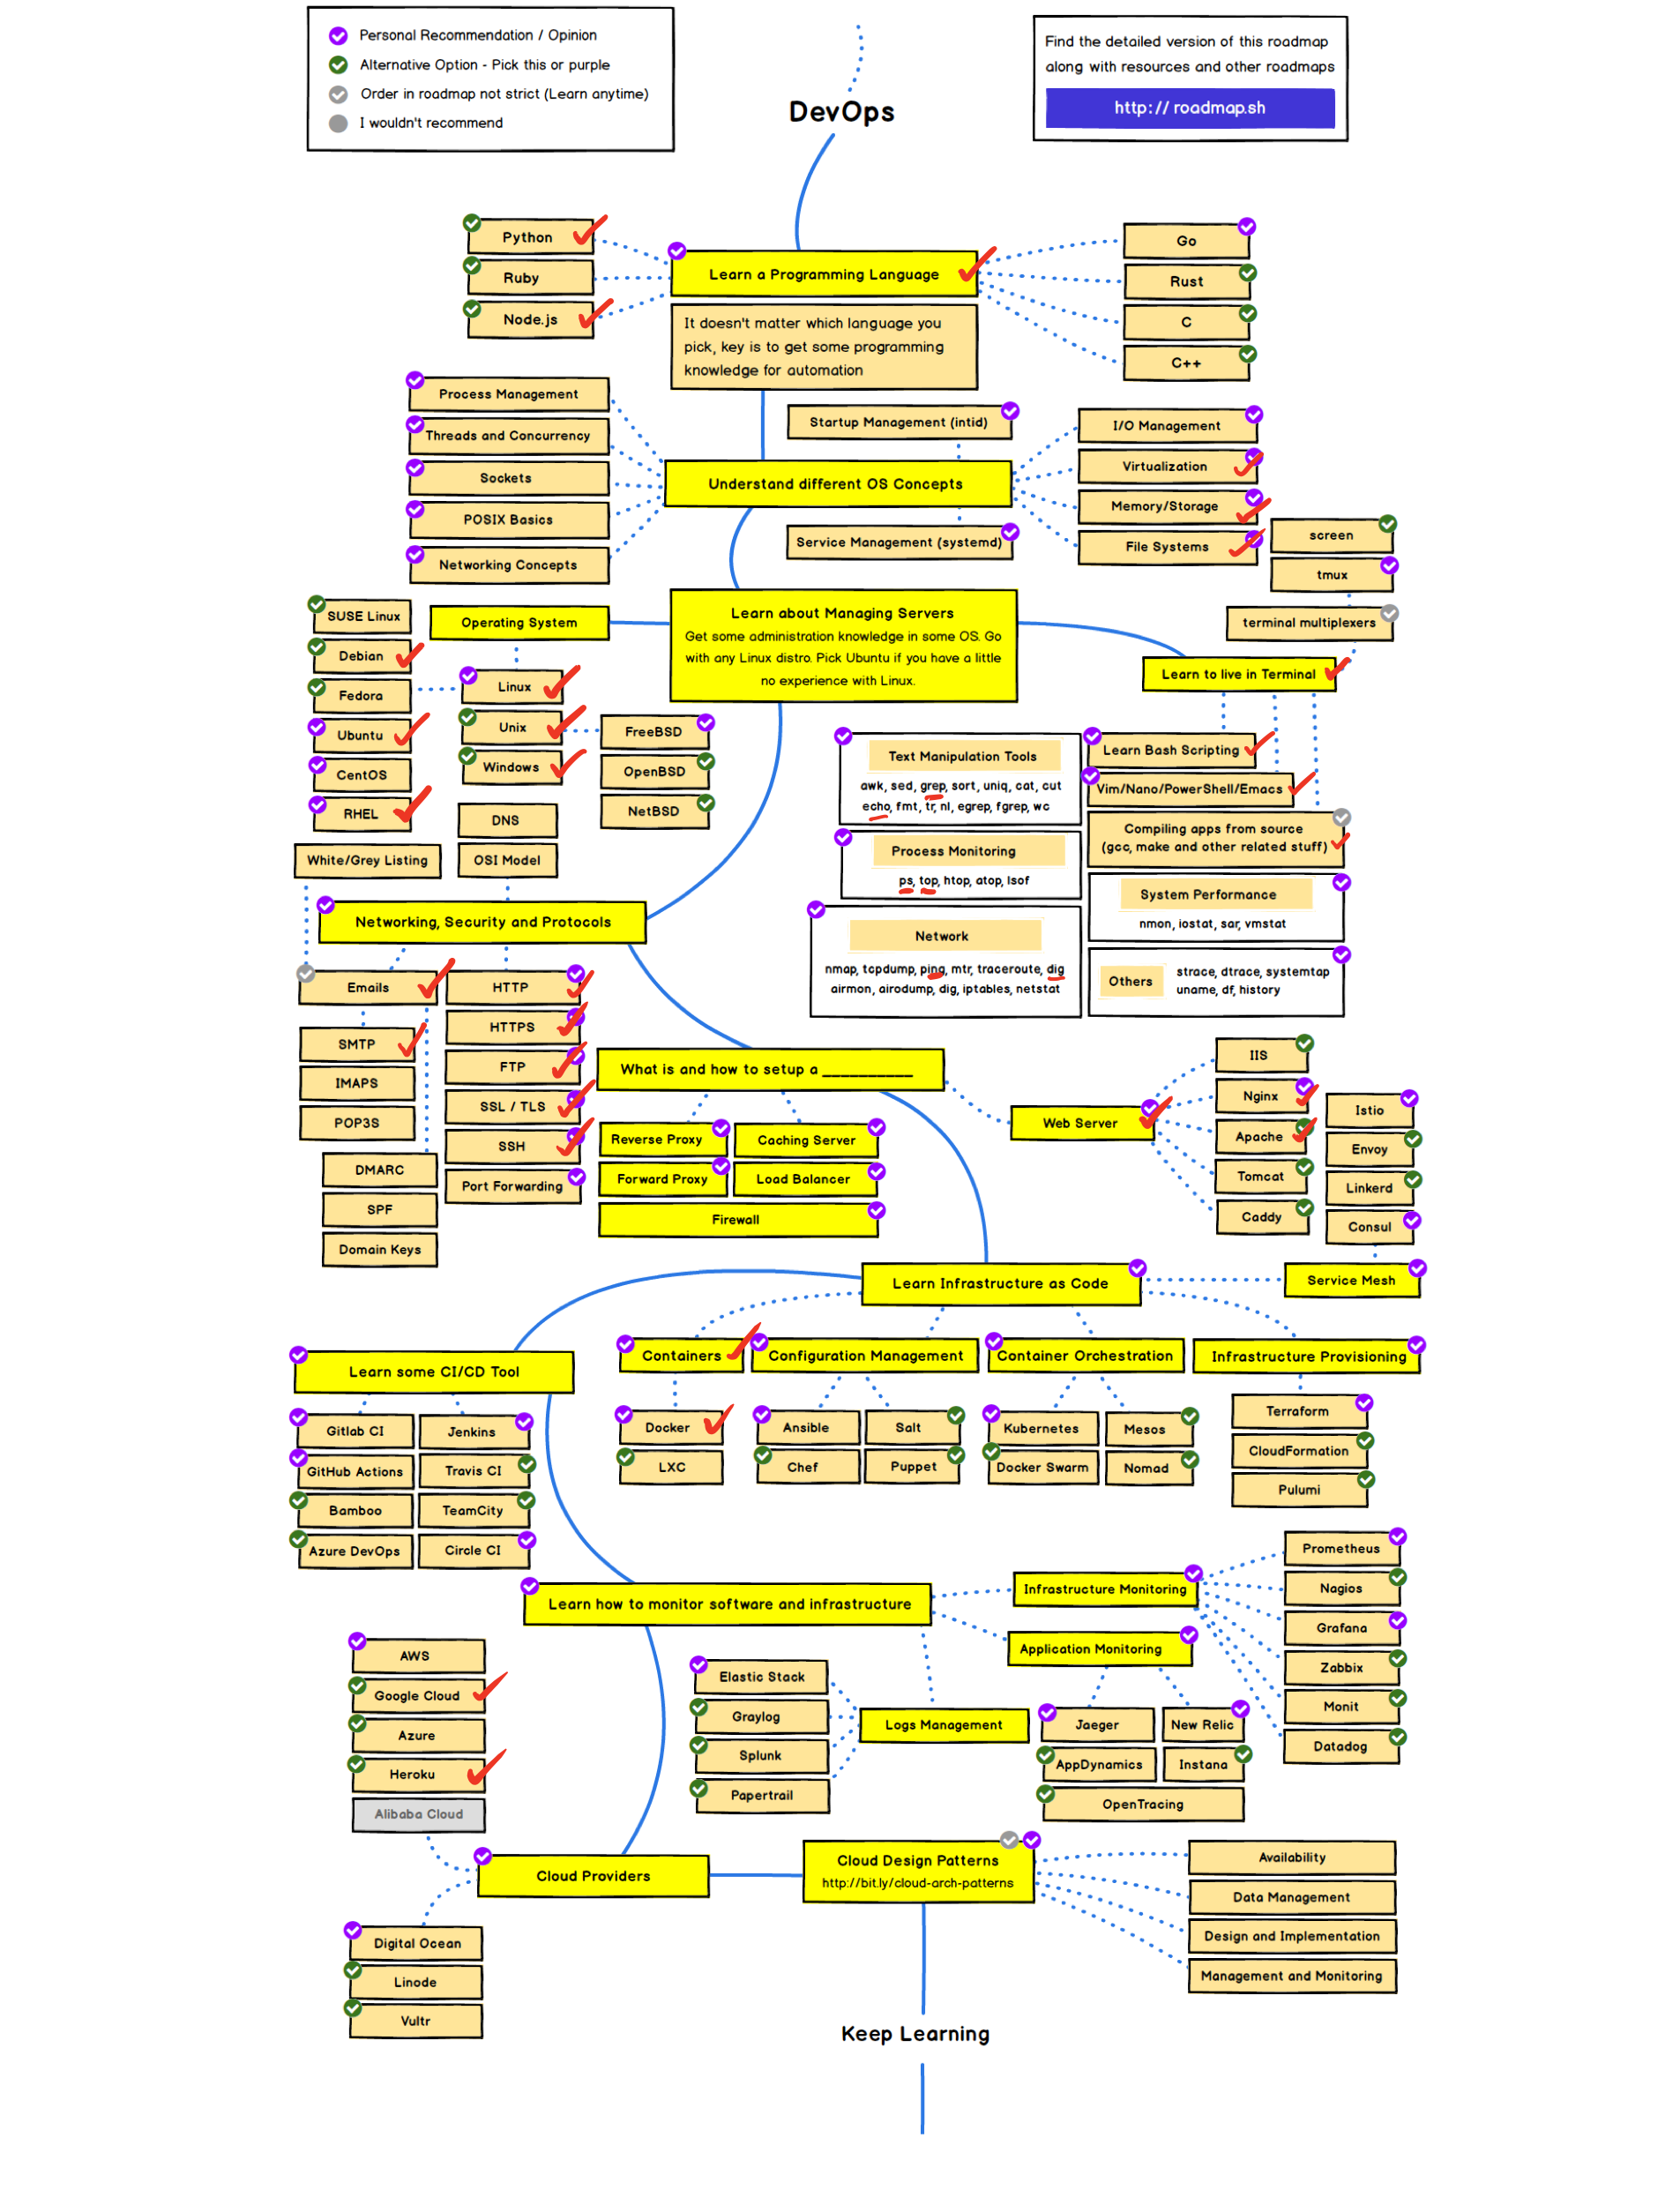 Personal Recommendation / Opinion
Alternative Option - Pick this or purple
Order in roadmap not strict (Learn anytime)
I wouldn't recommend
DevOps
Find the detailed version of this roadmap
along with resources and other roadmaps
http://roadmap.sh
Python
Ruby
Node.js
Learn a Programming Language
It doesn't matter which language you
pick, key is to get some programming
knowledge for automation
Go
Rust
C
C++
Process Management
Threads and Concurrency
Sockets
POSIX Basics
Networking Concepts
Startup Management (intid)
Understand different OS Concepts
Service Management (systemd)
I/O Management
Virtualization
Memory/Storage
File Systems
screen
tmux
terminal multiplexers
Learn to live in Terminal
Learn about Managing Servers
Get some administration knowledge in some OS. Go
with any Linux distro. Pick Ubuntu if you have a little
no experience with Linux.
Operating System
SUSE Linux
Debian
Fedora
Ubuntu
CentOS
RHEL
Linux
Unix
Windows
FreeBSD
OpenBSD
NetBSD
Text Manipulation Tools
awk, sed, grep, sort, uniq, cat, cut
echo, fmt, tr, nl, egrep, fgrep, wc
Process Monitoring
ps, top, htop, atop, lsof
Network
nmap, tcpdump, ping, mtr, traceroute, dig
airmon, airodump, dig, iptables, netstat
Learn Bash Scripting
Vim/Nano/PowerShell/Emacs
Compiling apps from source
(gcc, make and other related stuff)
System Performance
nmon, iostat, sar, vmstat
Others
strace, dtrace, systemtap
uname, df, history
DNS
OSI Model
White/Grey Listing
Networking, Security and Protocols
Emails
SMTP
IMAPS
POP3S
DMARC
SPF
Domain Keys
HTTP
HTTPS
FTP
SSL / TLS
SSH
Port Forwarding
What is and how to setup a ___________
Reverse Proxy
Caching Server
Forward Proxy
Load Balancer
Firewall
Web Server
IIS
Nginx
Apache
Tomcat
Caddy
Istio
Envoy
Linkerd
Consul
Service Mesh
Learn Infrastructure as Code
Containers
Configuration Management
Container Orchestration
Infrastructure Provisioning
Docker
LXC
Ansible
Salt
Chef
Puppet
Kubernetes
Mesos
Docker Swarm
Nomad
Terraform
CloudFormation
Pulumi
Learn some CI/CD Tool
Gitlab CI
Jenkins
GitHub Actions
Travis CI
Bamboo
TeamCity
Azure DevOps
Circle CI
Learn how to monitor software and infrastructure
Infrastructure Monitoring
Application Monitoring
Prometheus
Nagios
Grafana
Zabbix
Monit
Datadog
Jaeger
New Relic
AppDynamics
Instana
OpenTracing
Logs Management
Elastic Stack
Graylog
Splunk
Papertrail
AWS
Google Cloud
Azure
Heroku
Alibaba Cloud
Cloud Providers
Digital Ocean
Linode
Vultr
Cloud Design Patterns
http://bit.ly/cloud-arch-patterns
Availability
Data Management
Design and Implementation
Management and Monitoring
Keep Learning